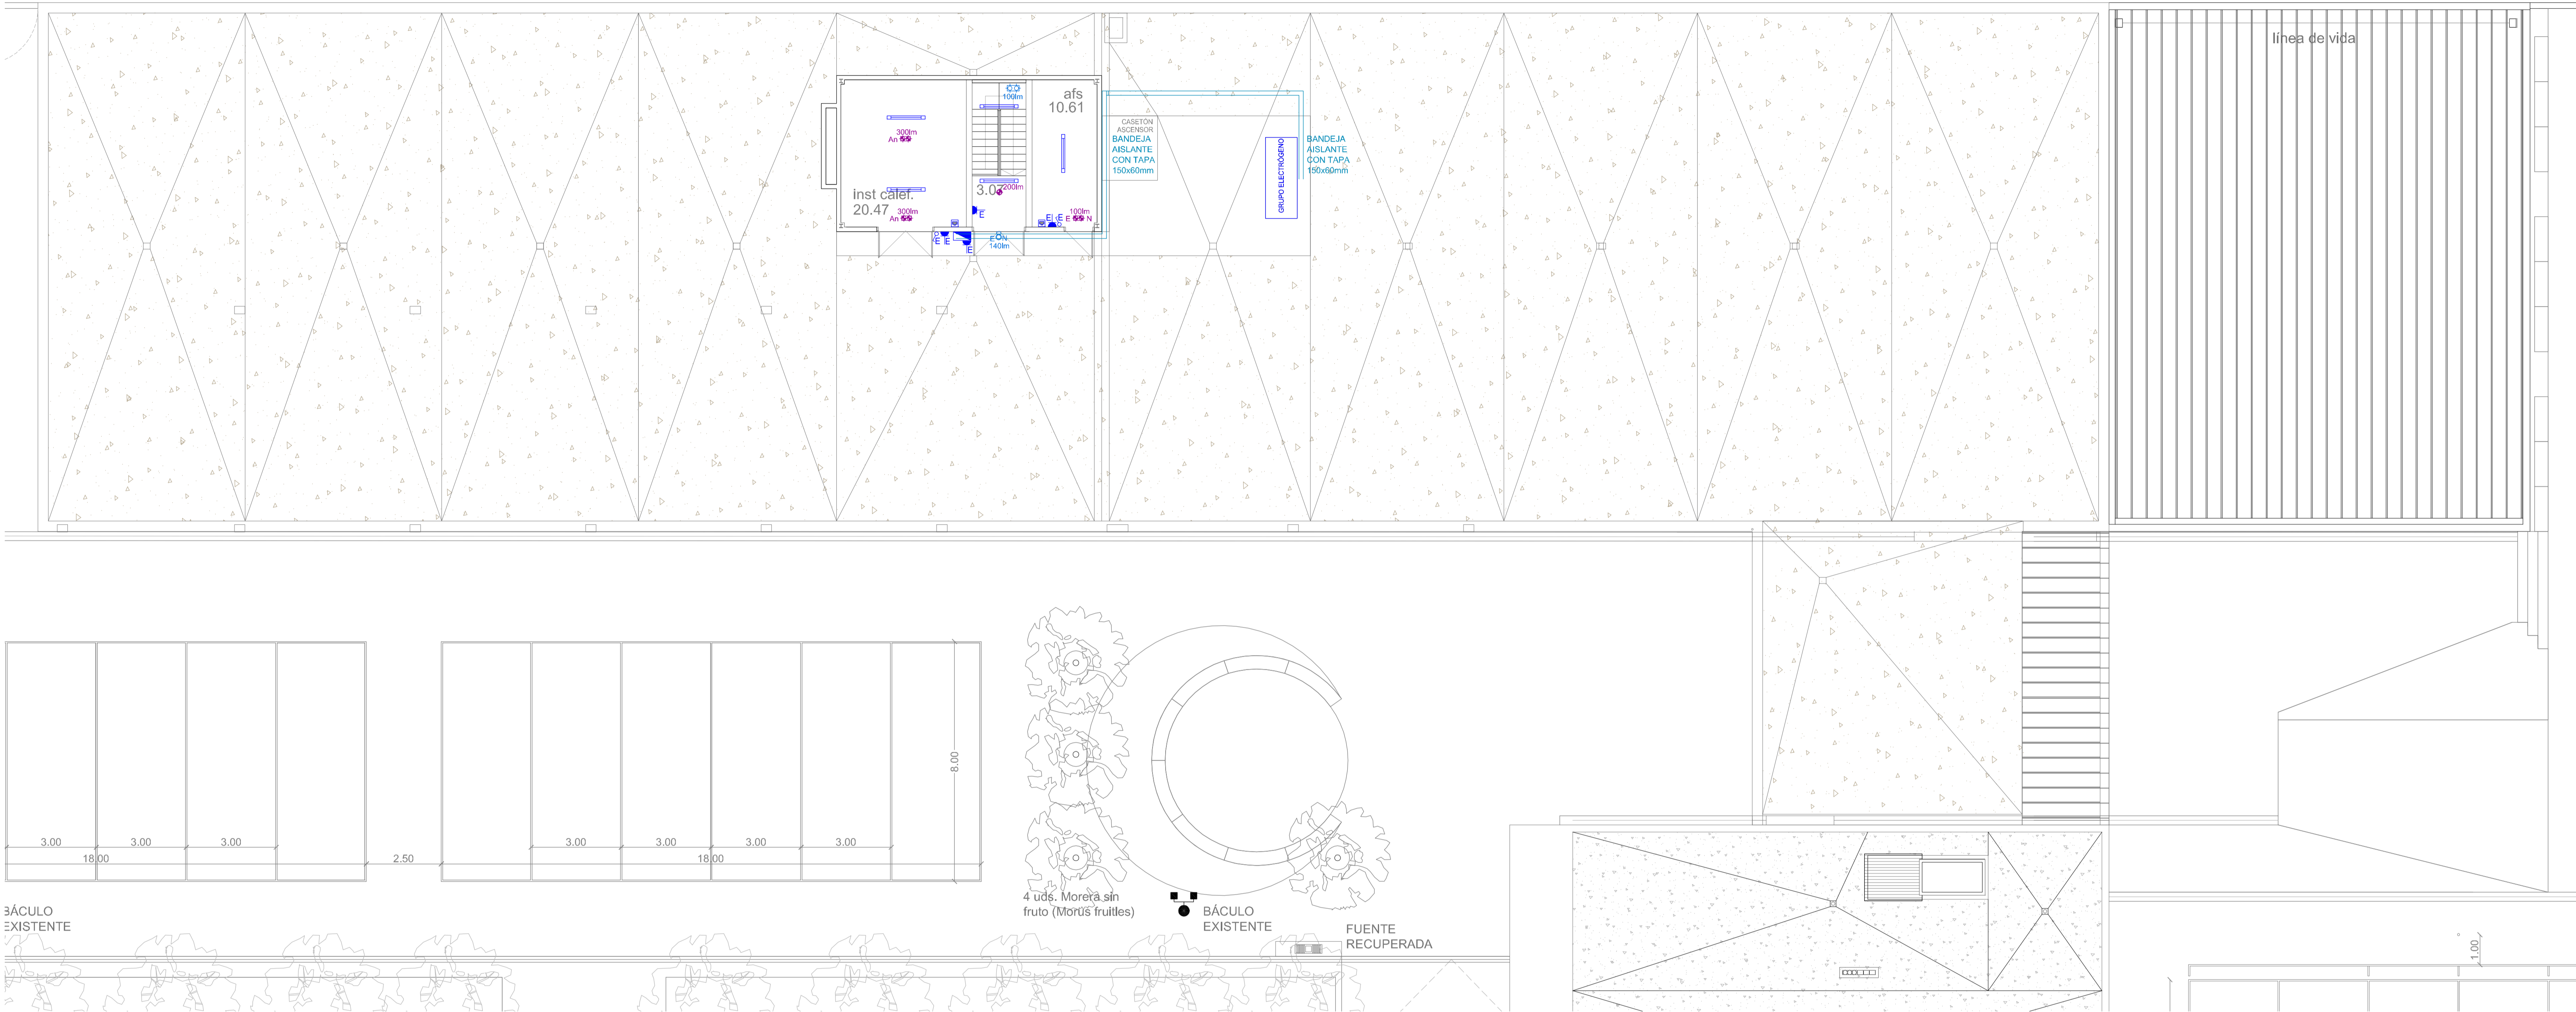 línea de vida
afs
10.61
100lm
CASETÓN
ASCENSOR
BANDEJA
AISLANTE
CON TAPA
150x60mm
GRUPO ELECTRÓGENO
BANDEJA
AISLANTE
CON TAPA
150x60mm
300lm
An
inst calef.
20.47
300lm
An
3.07
200lm
E
100lm
E N
E
E
E
E
E
E N
140lm
8.00
3.00
3.00
3.00
18.00
2.50
3.00
3.00
3.00
3.00
18.00
4 uds. Morera sin
fruto (Morus fruitles)
BÁCULO
EXISTENTE
BÁCULO
EXISTENTE
FUENTE
RECUPERADA
1.00